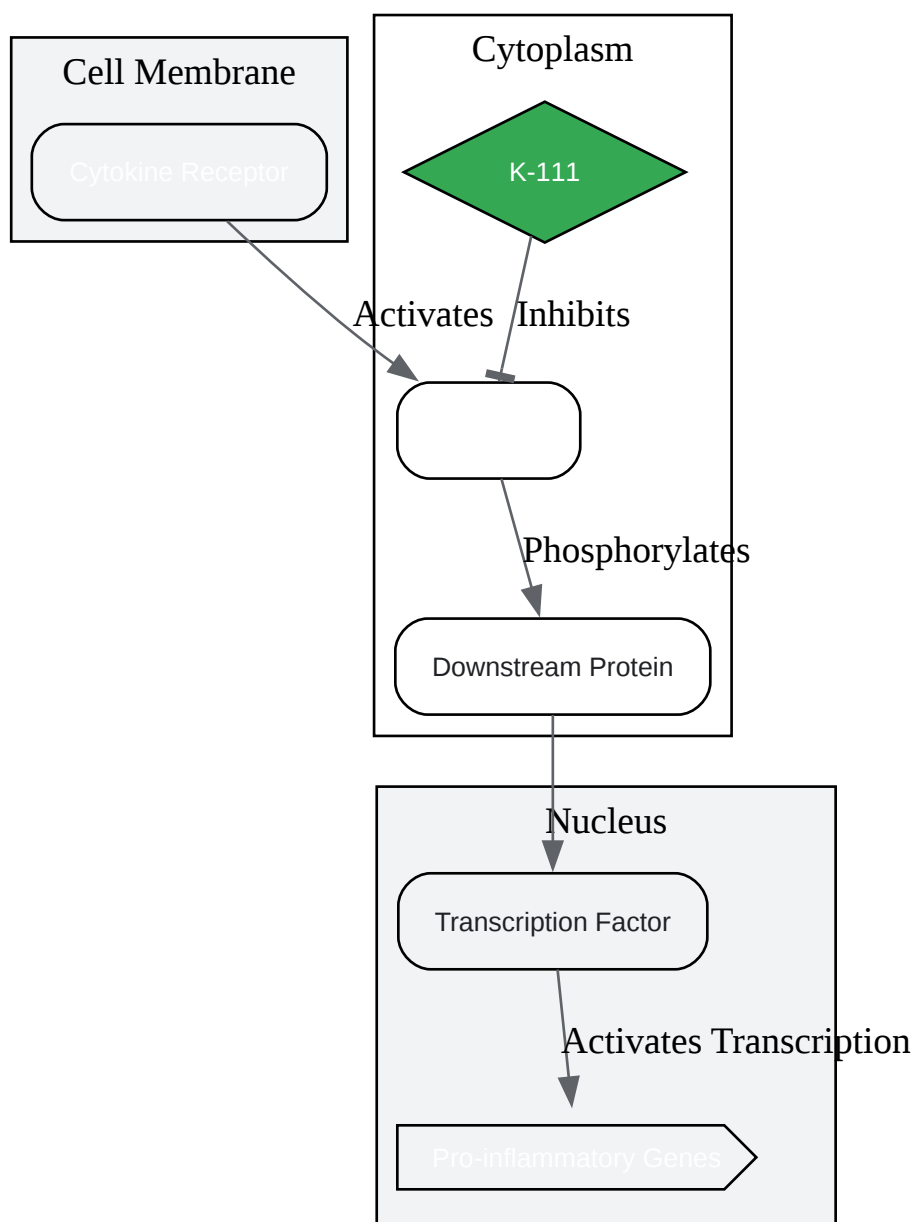 Cell Membrane
Cytokine Receptor
Cytoplasm
K-111
Activates
Inhibits
Phosphorylates
Downstream Protein
Nucleus
Transcription Factor
Activates Transcription
Pro-inflammatory Genes